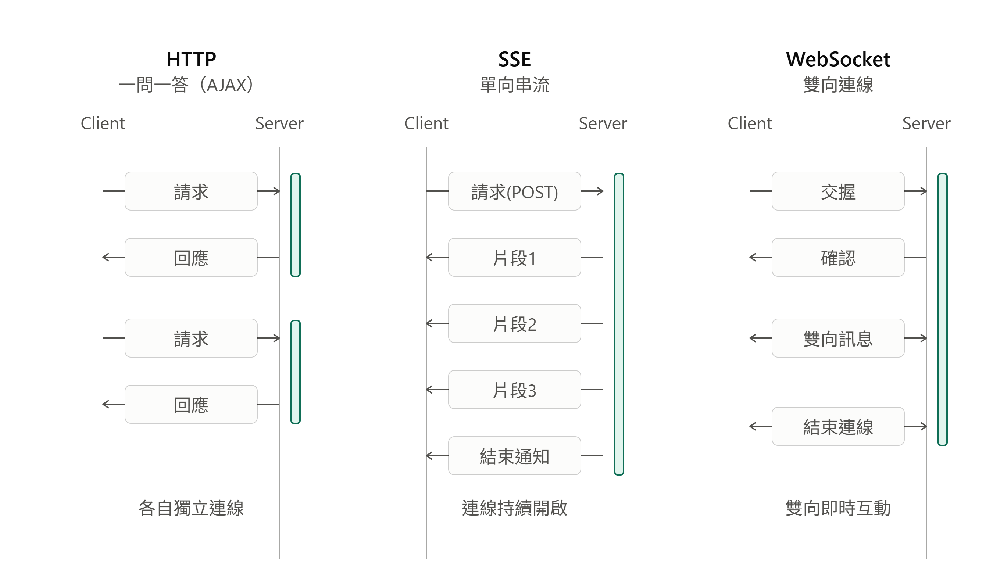 HTTP
一問一答（AJAX）
Client
Server
請求
回應
請求
回應
各自獨立連線
SSE
單向串流
Client
Server
請求(POST)
片段1
片段2
片段3
結束通知
連線持續開啟
WebSocket
雙向連線
Client
Server
交握
確認
雙向訊息
結束連線
雙向即時互動